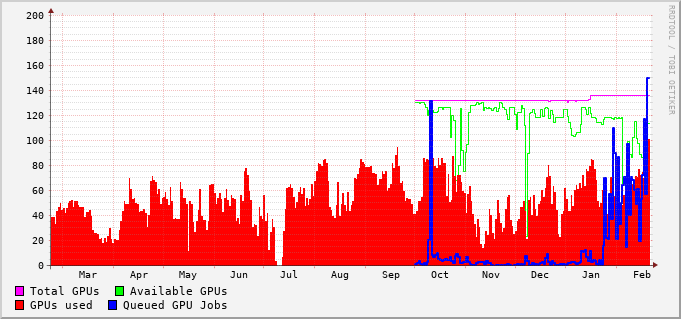 200
180
160
140
120
100
80
60
40
20
0
Mar Apr May Jun Jul Aug Sep Oct Nov Dec Jan Feb
Total GPUs Available GPUs
GPUs used Queued GPU Jobs
RRDTOOL / TOBI OETIKER